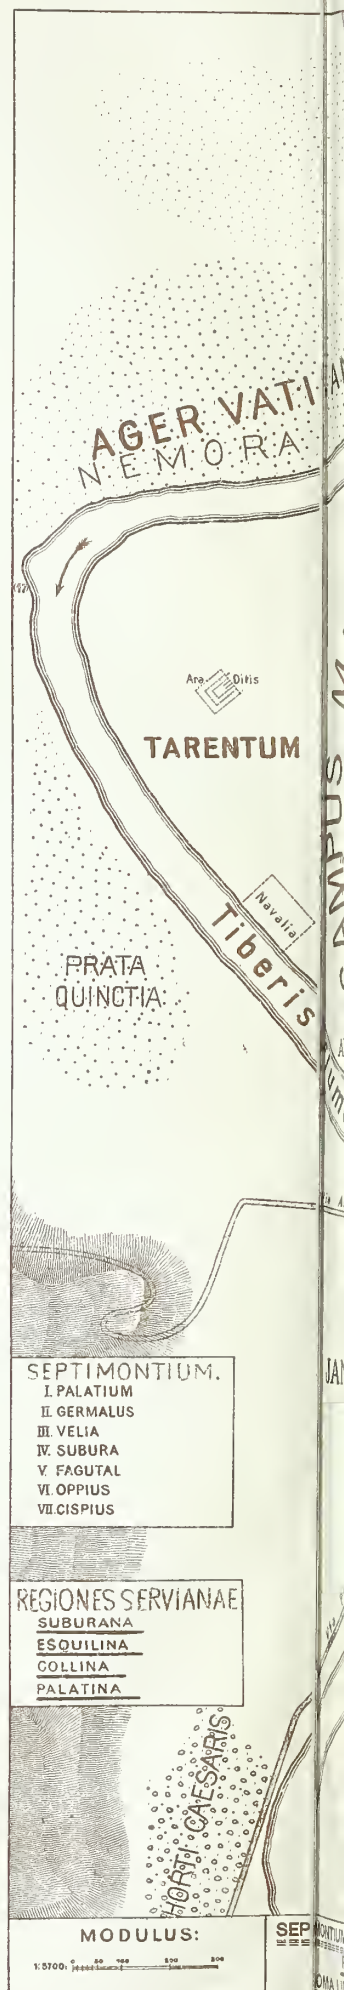 AGER VATI
NEMORA
Ara Ditis
TARENTUM
Navalia
Tiberis
PRATA
QUINCTIA
SEPTIMONTIUM.
I. PALATIUM
II. GERMALUS
III. VELIA
IV. SUBURA
V. FAGUTAL
VI. OPPIUS
VII. CISPIUS
REGIONES SERVIANAE
SUBURANA
ESQUILINA
COLLINA
PALATINA
HORTI CAESARIS
MODULUS:
SEP